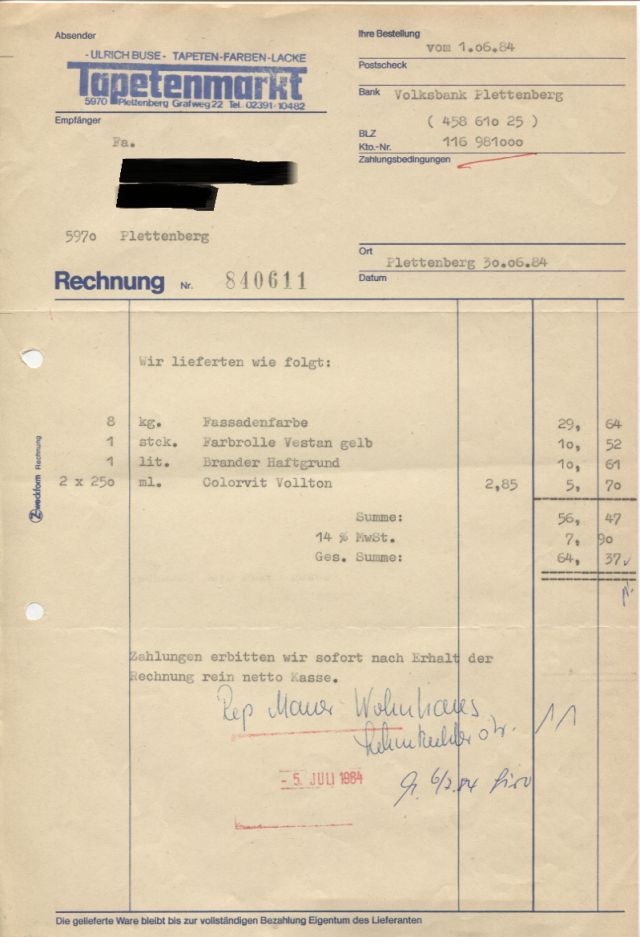 Absender
- ULRICH BUSE - TAPETEN-FARBEN-LACKE
Tapetenmarkt
5970 Plettenberg Grafweg 22 Tel. 02391-10482
Empfänger
Fa.
5970 Plettenberg
Ihre Bestellung
vom 1.06.84
Postscheck
Bank Volksbank Plettenberg
( 458 610 25 )
BLZ
Kto.-Nr. 116 981000
Zahlungsbedingungen
Ort
Plettenberg 30.06.84
Datum
Rechnung Nr. 840611
Wir lieferten wie folgt:
8 kg. Fassadenfarbe 29, 64
1 stck. Farbrolle Vestan gelb 10, 52
1 lit. Brander Haftgrund 10, 61
2 x 250 ml. Colorvit Vollton 2,85 5, 70
Summe: 56, 47
14 % MwSt. 7, 90
Ges. Summe: 64, 37
Zahlungen erbitten wir sofort nach Erhalt der
Rechnung rein netto Kasse.
Rep Mauer Wohnhaus
11
- 5. JULI 1984
6/7.84
Zweckform Rechnung
Die gelieferte Ware bleibt bis zur vollständigen Bezahlung Eigentum des Lieferanten